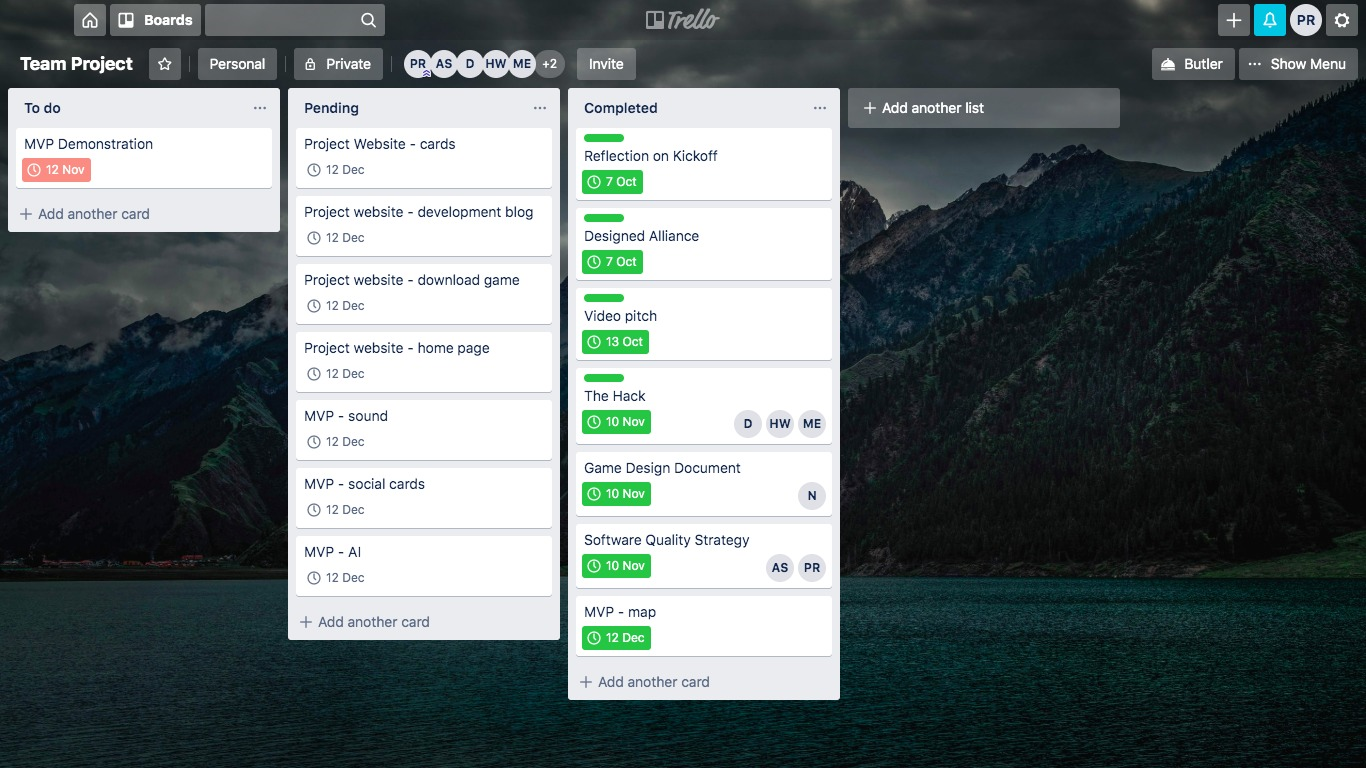 Boards
Trello
PR
Team Project
Personal
Private
PR AS D HW ME +2
Invite
Butler
Show Menu
To do
MVP Demonstration
12 Nov
Add another card
Pending
Project Website - cards
12 Dec
Project website - development blog
12 Dec
Project website - download game
12 Dec
Project website - home page
12 Dec
MVP - sound
12 Dec
MVP - social cards
12 Dec
MVP - AI
12 Dec
Add another card
Completed
Reflection on Kickoff
7 Oct
Designed Alliance
7 Oct
Video pitch
13 Oct
The Hack
10 Nov D HW ME
Game Design Document
10 Nov N
Software Quality Strategy
10 Nov AS PR
MVP - map
12 Dec
Add another card
Add another list